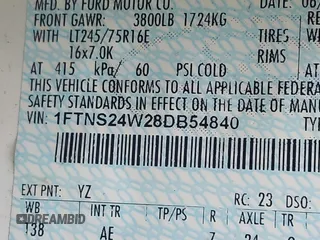 MFD. BY FORD MOTOR CO.
FRONT GAWR: 3800LB 1724KG
WITH LT245/75R16E TIRES
16x7.0K RIMS
AT 415 kPa/ 60 PSI COLD
THIS VEHICLE CONFORMS TO ALL APPLICABLE FEDERAL
SAFETY STANDARDS IN EFFECT ON THE DATE OF MANU
VIN: 1FTNS24W28DB54840
EXT PNT: YZ RC: 23 DSO:
WB INT TR TP/PS R AXLE TR
138 AE
DREAMBID